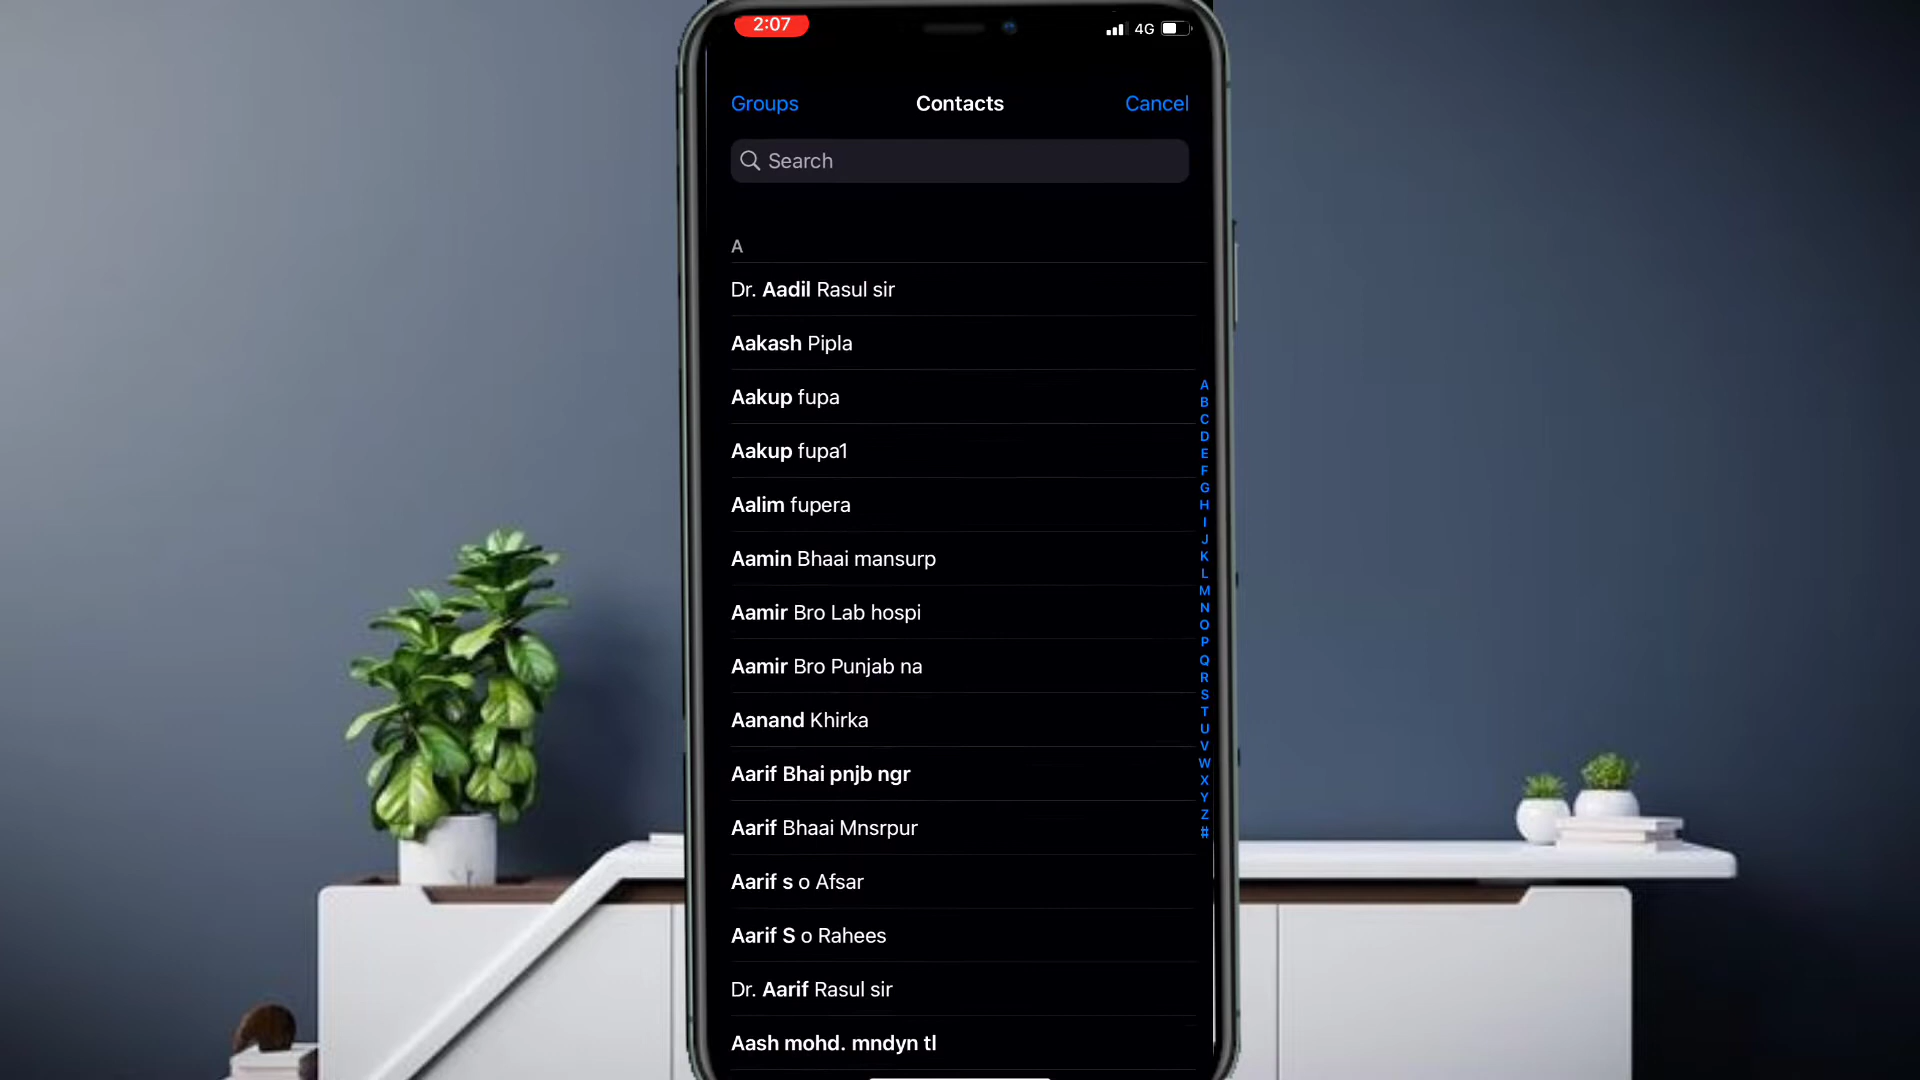 2:07
4G
Groups Contacts Cancel
Search
A
Dr. Aadil Rasul sir
Aakash Pipla
Aakup fupa
Aakup fupa1
Aalim fupera
Aamin Bhaai mansurp
Aamir Bro Lab hospi
Aamir Bro Punjab na
Aanand Khirka
Aarif Bhai pnjb ngr
Aarif Bhaai Mnsrpur
Aarif s o Afsar
Aarif S o Rahees
Dr. Aarif Rasul sir
Aash mohd. mndyn tl
A
B
C
D
E
F
G
H
I
J
K
L
M
N
O
P
Q
R
S
T
U
V
W
X
Y
Z
#